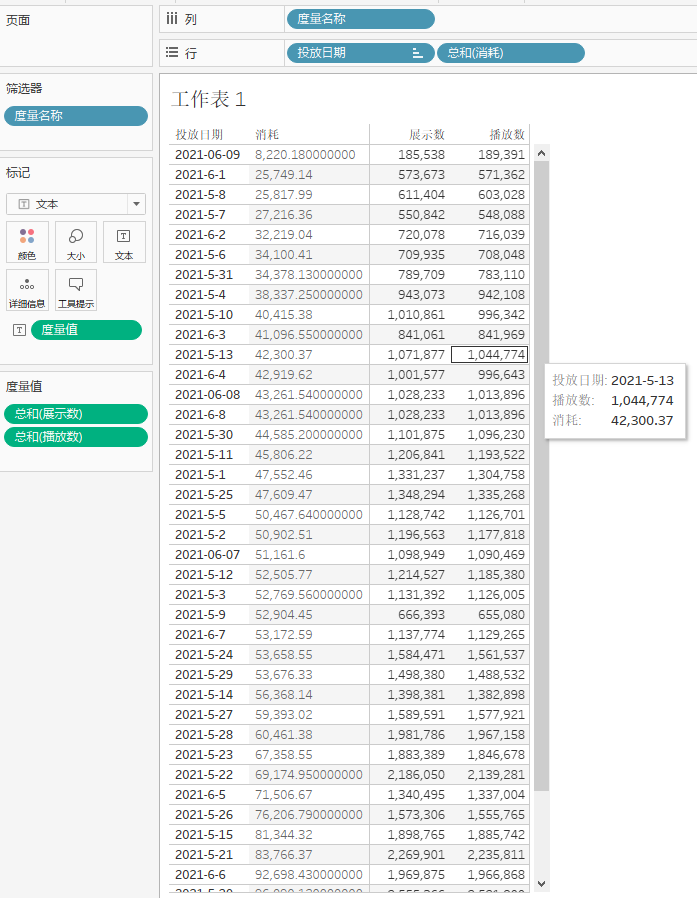 页面
列
度量名称
行
投放日期
总和(消耗)
筛选器
度量名称
标记
文本
颜色
大小
文本
详细信息
工具提示
度量值
度量值
总和(展示数)
总和(播放数)
工作表 1
投放日期 消耗 展示数 播放数
2021-06-09 8,220.180000000 185,538 189,391
2021-6-1 25,749.14 573,673 571,362
2021-5-8 25,817.99 611,404 603,028
2021-5-7 27,216.36 550,842 548,088
2021-6-2 32,219.04 720,078 716,039
2021-5-6 34,100.41 709,935 708,048
2021-5-31 34,378.130000000 789,709 783,110
2021-5-4 38,337.250000000 943,073 942,108
2021-5-10 40,415.38 1,010,861 996,342
2021-6-3 41,096.550000000 841,061 841,969
2021-5-13 42,300.37 1,071,877 1,044,774
2021-6-4 42,919.62 1,001,577 996,643
2021-06-08 43,261.540000000 1,028,233 1,013,896
2021-6-8 43,261.540000000 1,028,233 1,013,896
2021-5-30 44,585.200000000 1,101,875 1,096,230
2021-5-11 45,806.22 1,206,841 1,193,522
2021-5-1 47,552.46 1,331,237 1,304,758
2021-5-25 47,609.47 1,348,294 1,335,268
2021-5-5 50,467.640000000 1,128,742 1,126,701
2021-5-2 50,902.51 1,196,563 1,177,818
2021-06-07 51,161.6 1,098,949 1,090,469
2021-5-12 52,505.77 1,214,527 1,185,380
2021-5-3 52,769.560000000 1,131,392 1,126,005
2021-5-9 52,904.45 666,393 655,080
2021-6-7 53,172.59 1,137,774 1,129,265
2021-5-24 53,658.55 1,584,471 1,561,537
2021-5-29 53,676.33 1,498,380 1,488,532
2021-5-14 56,368.14 1,398,381 1,382,898
2021-5-27 59,393.02 1,589,591 1,577,921
2021-5-28 60,461.38 1,981,786 1,967,158
2021-5-23 67,358.55 1,883,389 1,846,678
2021-5-22 69,174.950000000 2,186,050 2,139,281
2021-6-5 71,506.67 1,340,495 1,337,004
2021-5-26 76,206.790000000 1,573,306 1,555,765
2021-5-15 81,344.32 1,898,765 1,885,742
2021-5-21 83,766.37 2,269,901 2,235,811
2021-6-6 92,698.430000000 1,969,875 1,966,868
投放日期: 2021-5-13
播放数: 1,044,774
消耗: 42,300.37